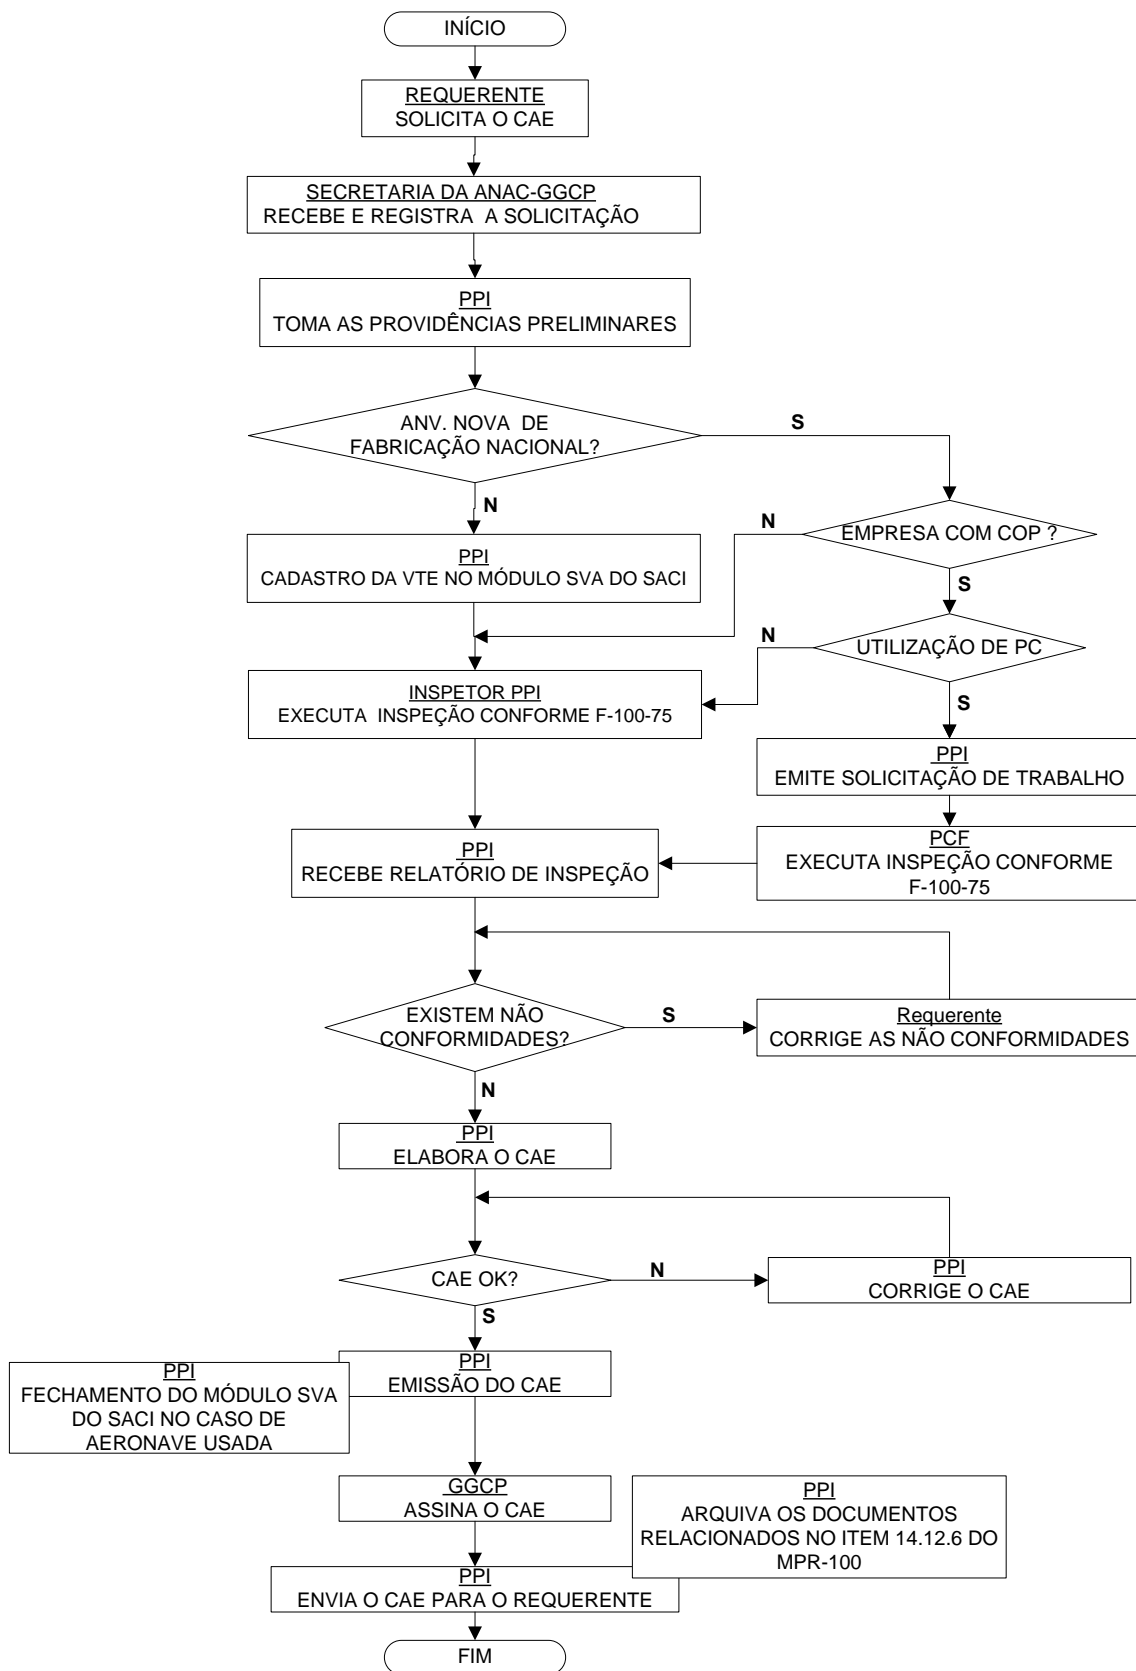 INÍCIO
REQUERENTE
SOLICITA O CAE
SECRETARIA DA ANAC-GGCP
RECEBE E REGISTRA A SOLICITAÇÃO
PPI
TOMA AS PROVIDÊNCIAS PRELIMINARES
ANV. NOVA DE
FABRICAÇÃO NACIONAL?
S
N
EMPRESA COM COP ?
N
S
PPI
CADASTRO DA VTE NO MÓDULO SVA DO SACI
UTILIZAÇÃO DE PC
N
S
INSPETOR PPI
EXECUTA INSPEÇÃO CONFORME F-100-75
PPI
EMITE SOLICITAÇÃO DE TRABALHO
PCF
EXECUTA INSPEÇÃO CONFORME
F-100-75
PPI
RECEBE RELATÓRIO DE INSPEÇÃO
EXISTEM NÃO
CONFORMIDADES?
S
N
Requerente
CORRIGE AS NÃO CONFORMIDADES
PPI
ELABORA O CAE
CAE OK?
N
S
PPI
CORRIGE O CAE
PPI
EMISSÃO DO CAE
PPI
FECHAMENTO DO MÓDULO SVA
DO SACI NO CASO DE
AERONAVE USADA
GGCP
ASSINA O CAE
PPI
ARQUIVA OS DOCUMENTOS
RELACIONADOS NO ITEM 14.12.6 DO
MPR-100
PPI
ENVIA O CAE PARA O REQUERENTE
FIM